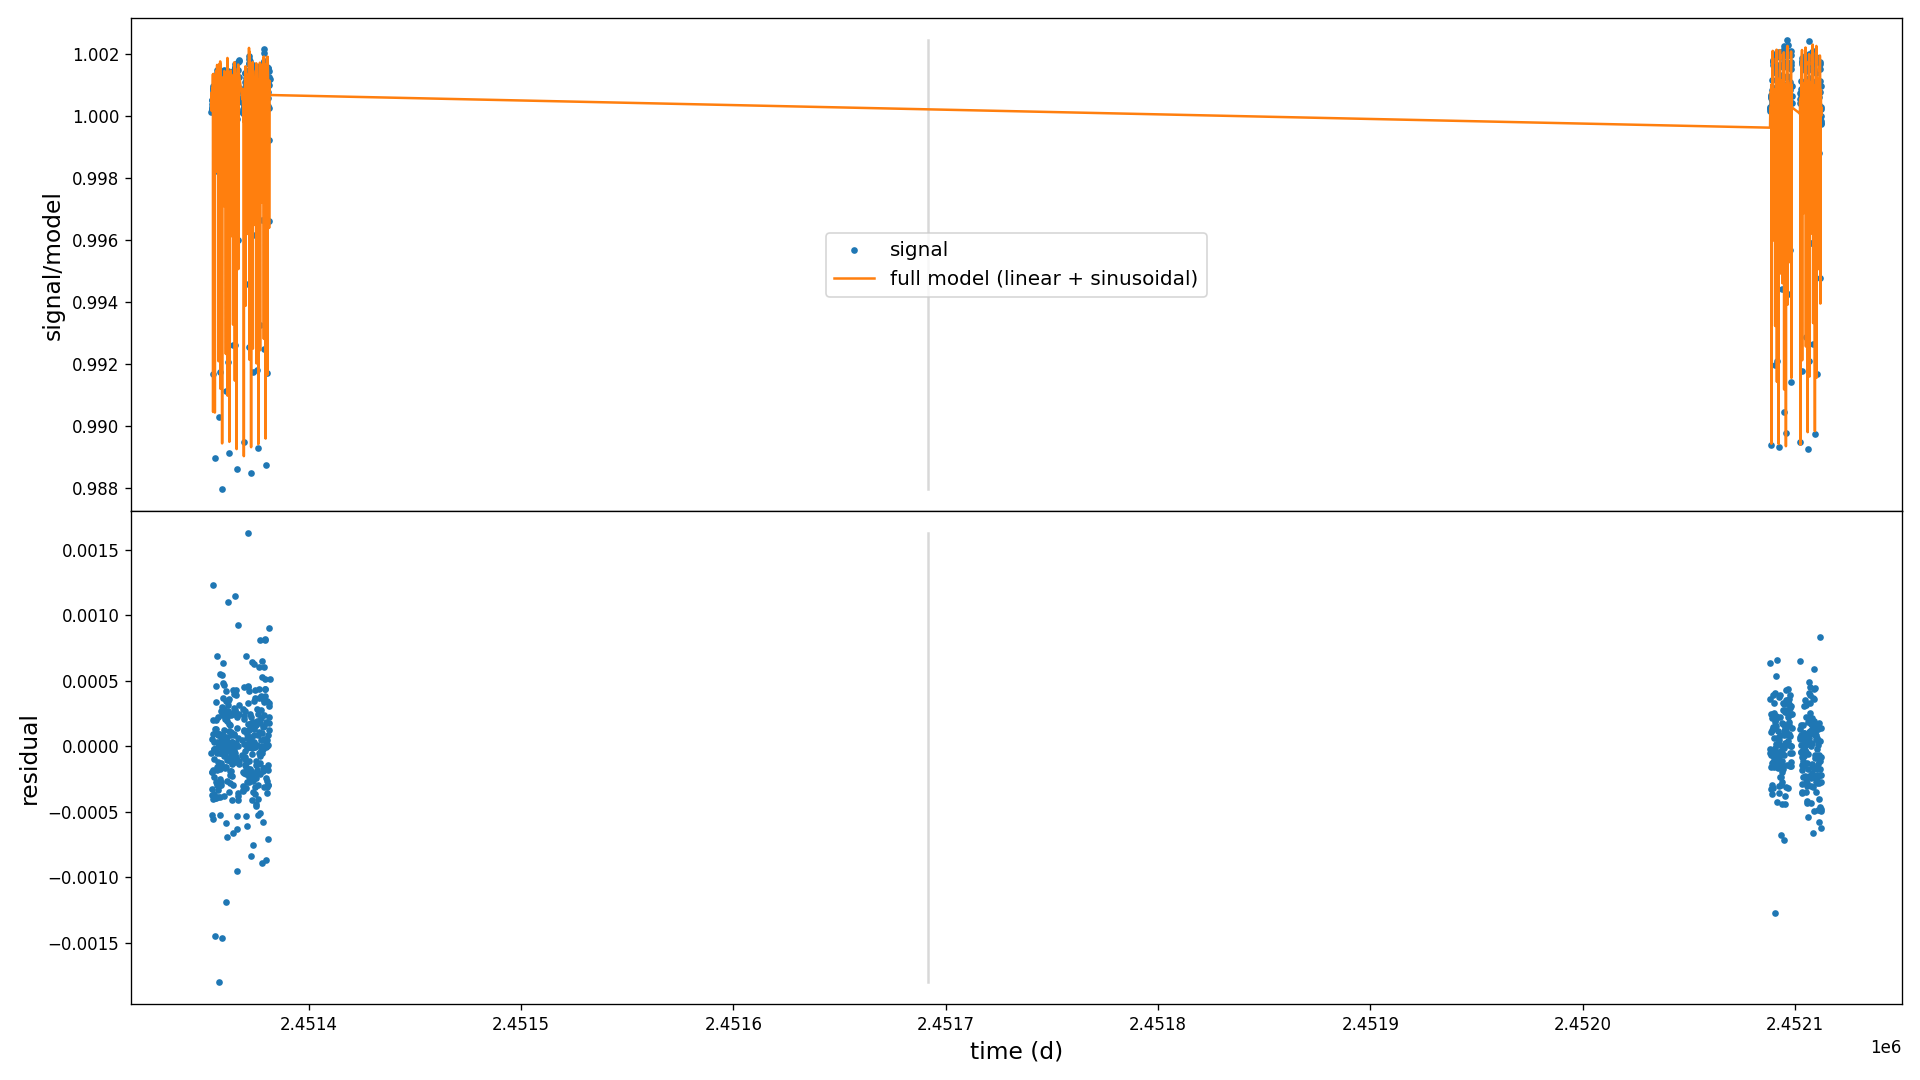 1.002
1.000
0.998
0.996
0.994
0.992
0.990
0.988
signal/model
signal
full model (linear + sinusoidal)
0.0015
0.0010
0.0005
0.0000
−0.0005
−0.0010
−0.0015
residual
2.4514 2.4515 2.4516 2.4517 2.4518 2.4519 2.4520 2.4521
1e6
time (d)